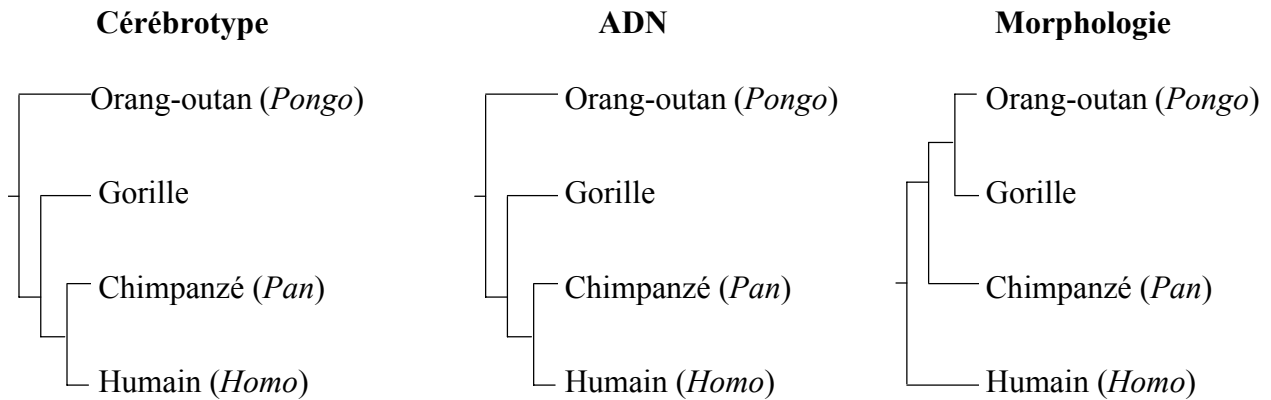 Cérébrotype
Orang-outan (Pongo)
Gorille
Chimpanzé (Pan)
Humain (Homo)
ADN
Orang-outan (Pongo)
Gorille
Chimpanzé (Pan)
Humain (Homo)
Morphologie
Orang-outan (Pongo)
Gorille
Chimpanzé (Pan)
Humain (Homo)